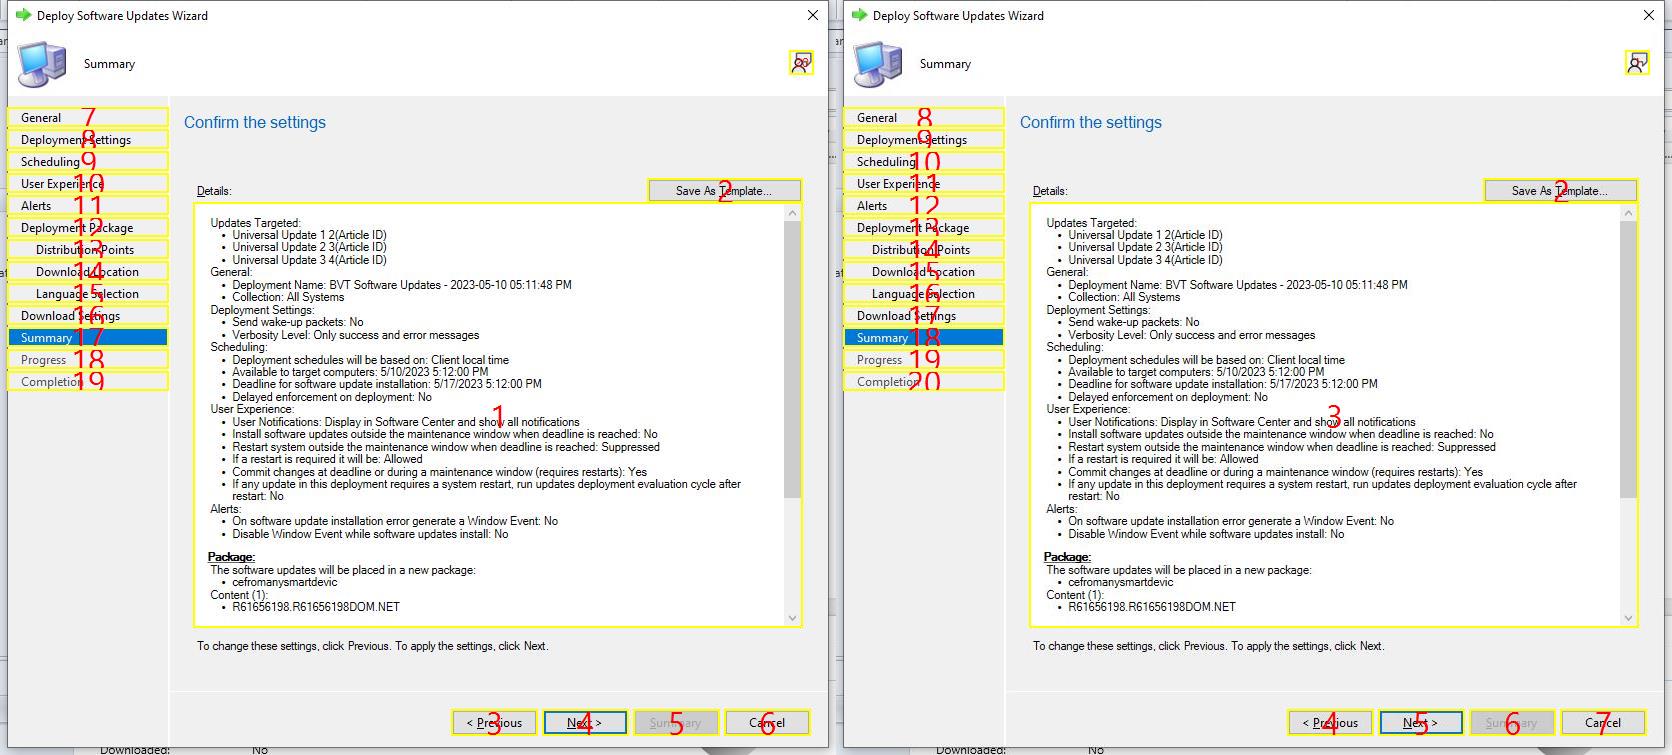 Deploy Software Updates Wizard
Summary
20
General 7
Deployment Settings 8
Scheduling 9
User Experience 10
Alerts 11
Deployment Package 12
Distribution Points 13
Download Location 14
Language Selection 15
Download Settings 16
Summary 17
Progress 18
Completion 19
Confirm the settings
Details:
Save As Template... 2
Updates Targeted:
• Universal Update 1 2(Article ID)
• Universal Update 2 3(Article ID)
• Universal Update 3 4(Article ID)
General:
• Deployment Name: BVT Software Updates - 2023-05-10 05:11:48 PM
• Collection: All Systems
Deployment Settings:
• Send wake-up packets: No
• Verbosity Level: Only success and error messages
Scheduling:
• Deployment schedules will be based on: Client local time
• Available to target computers: 5/10/2023 5:12:00 PM
• Deadline for software update installation: 5/17/2023 5:12:00 PM
• Delayed enforcement on deployment: No
User Experience:
1
• User Notifications: Display in Software Center and show all notifications
• Install software updates outside the maintenance window when deadline is reached: No
• Restart system outside the maintenance window when deadline is reached: Suppressed
• If a restart is required it will be: Allowed
• Commit changes at deadline or during a maintenance window (requires restarts): Yes
• If any update in this deployment requires a system restart, run updates deployment evaluation cycle after
restart: No
Alerts:
• On software update installation error generate a Window Event: No
• Disable Window Event while software updates install: No
Package:
The software updates will be placed in a new package:
• cefromanysmartdevic
Content (1):
• R61656198.R61656198DOM.NET
To change these settings, click Previous. To apply the settings, click Next.
< Previous 3
Next > 4
Summary 5
Cancel 6
Downloaded: No
Deploy Software Updates Wizard
Summary
General 8
Deployment Settings 9
Scheduling 10
User Experience 11
Alerts 12
Deployment Package 13
Distribution Points 14
Download Location 15
Language Selection 16
Download Settings 17
Summary 18
Progress 19
Completion 20
Confirm the settings
Details:
Save As Template... 2
Updates Targeted:
• Universal Update 1 2(Article ID)
• Universal Update 2 3(Article ID)
• Universal Update 3 4(Article ID)
General:
• Deployment Name: BVT Software Updates - 2023-05-10 05:11:48 PM
• Collection: All Systems
Deployment Settings:
• Send wake-up packets: No
• Verbosity Level: Only success and error messages
Scheduling:
• Deployment schedules will be based on: Client local time
• Available to target computers: 5/10/2023 5:12:00 PM
• Deadline for software update installation: 5/17/2023 5:12:00 PM
• Delayed enforcement on deployment: No
User Experience:
3
• User Notifications: Display in Software Center and show all notifications
• Install software updates outside the maintenance window when deadline is reached: No
• Restart system outside the maintenance window when deadline is reached: Suppressed
• If a restart is required it will be: Allowed
• Commit changes at deadline or during a maintenance window (requires restarts): Yes
• If any update in this deployment requires a system restart, run updates deployment evaluation cycle after
restart: No
Alerts:
• On software update installation error generate a Window Event: No
• Disable Window Event while software updates install: No
Package:
The software updates will be placed in a new package:
• cefromanysmartdevic
Content (1):
• R61656198.R61656198DOM.NET
To change these settings, click Previous. To apply the settings, click Next.
< Previous 4
Next > 5
Summary 6
Cancel 7
Downloaded: No